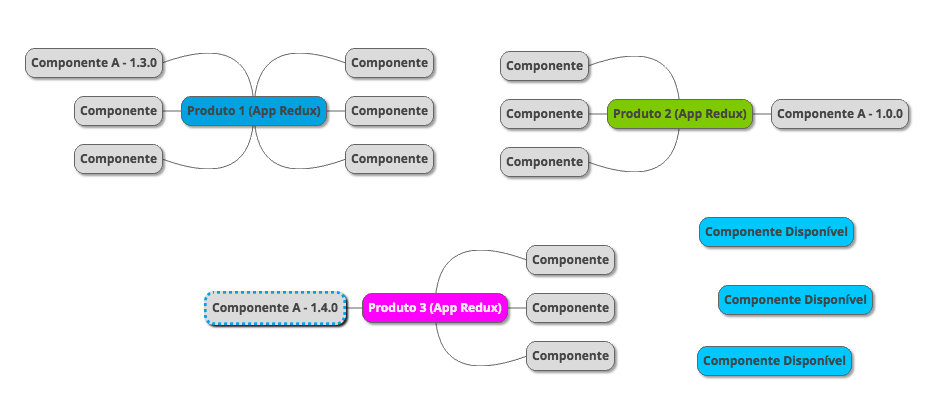 Componente A - 1.3.0
Componente
Componente
Produto 1 (App Redux)
Componente
Componente
Componente
Componente
Componente
Componente
Produto 2 (App Redux)
Componente A - 1.0.0
Componente
Componente Disponível
Componente A - 1.4.0
Produto 3 (App Redux)
Componente
Componente
Componente
Componente Disponível
Componente Disponível